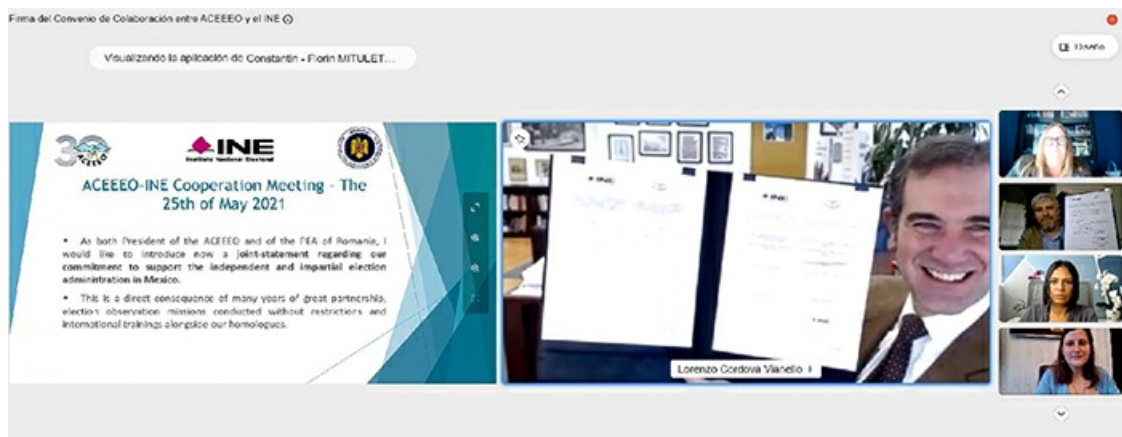 Firma del Convenio de Colaboración entre ACEEEO y el INE
Visualizando la aplicación de Constantin - Florin MITULET...
Diseño
30
ACEEEO
INE
Instituto Nacional Electoral
ACEEEO-INE Cooperation Meeting - The
25th of May 2021
• As both President of the ACEEEO and of the PEA of Romania, I
would like to introduce now a joint-statement regarding our
commitment to support the independent and impartial election
administration in Mexico.
• This is a direct consequence of many years of great partnership,
election observation missions conducted without restrictions and
international trainings alongside our homologues.
INE
INE
Lorenzo Córdova Vianello